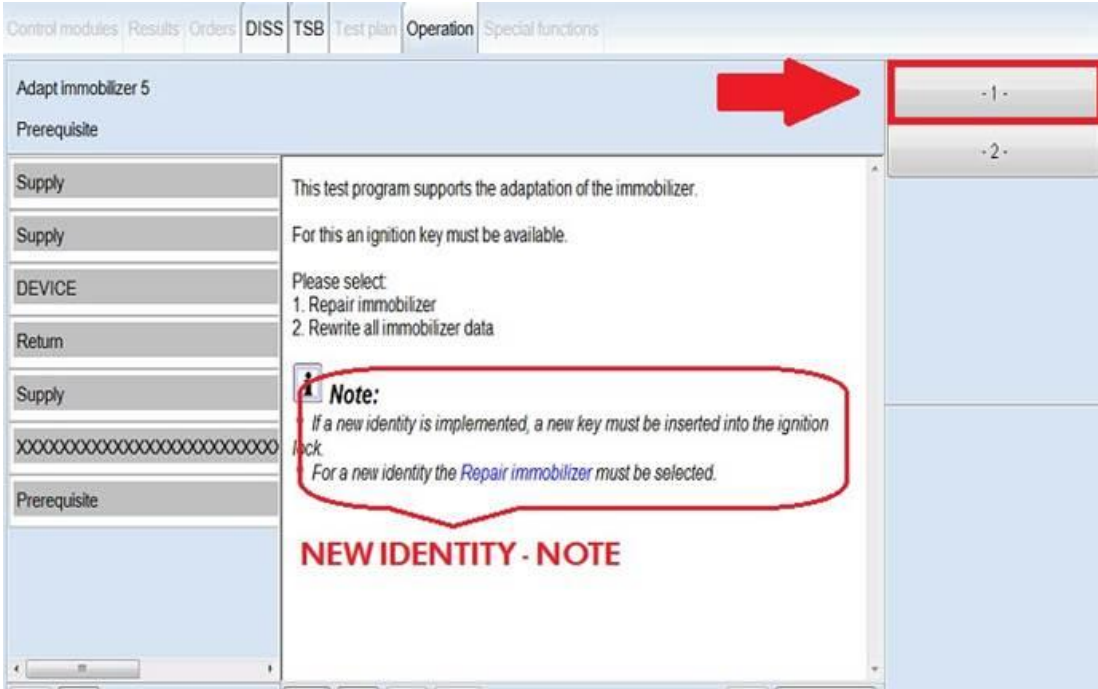 Control modules Results Orders DISS TSB Test plan Operation Special functions
Adapt immobilizer 5
Prerequisite
- 1 -
- 2 -
Supply
Supply
DEVICE
Return
Supply
XXXXXXXXXXXXXXXXXXXXXXXXX
Prerequisite
This test program supports the adaptation of the immobilizer.
For this an ignition key must be available.
Please select:
1. Repair immobilizer
2. Rewrite all immobilizer data
Note:
If a new identity is implemented, a new key must be inserted into the ignition
lock.
For a new identity the Repair immobilizer must be selected.
NEW IDENTITY - NOTE